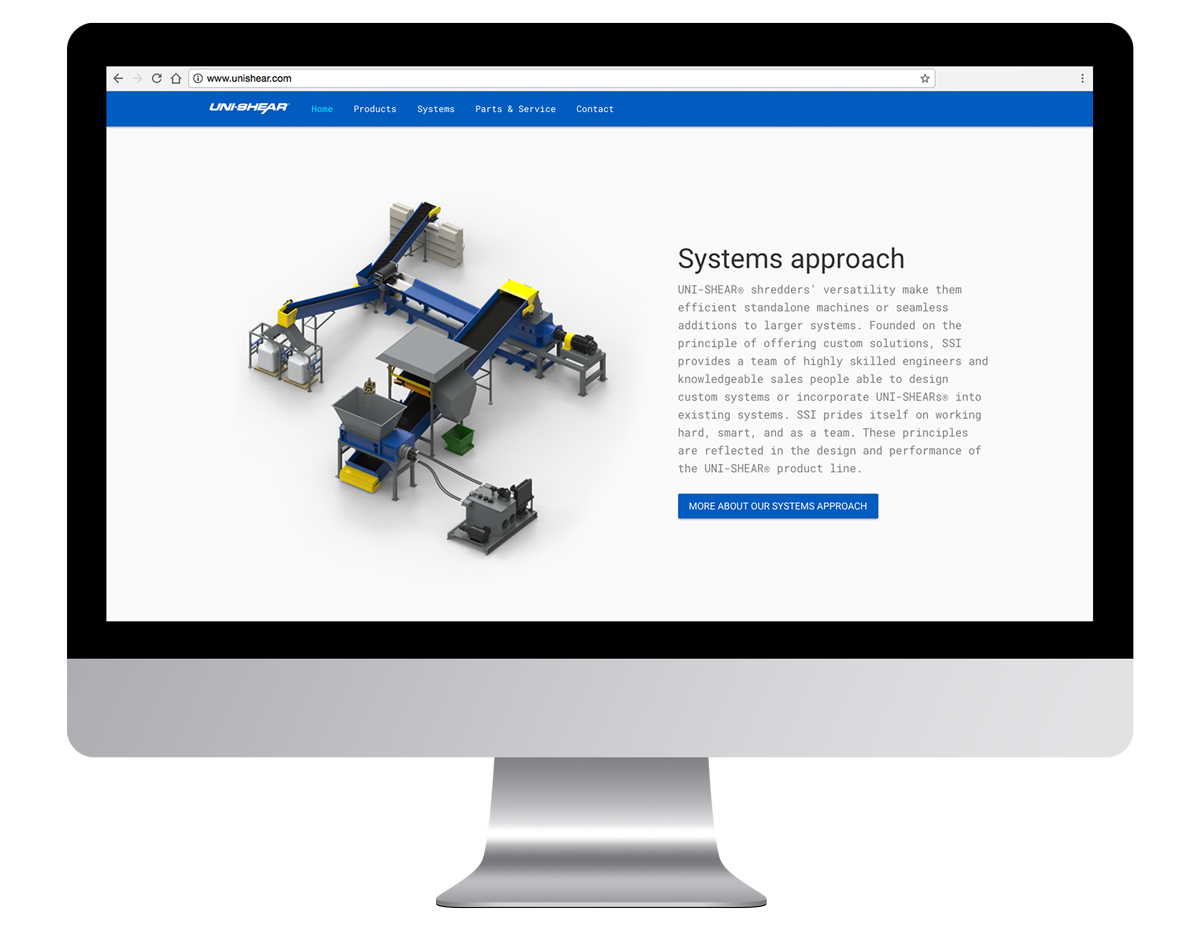 www.unishear.com
UNI-SHEAR Home Products Systems Parts & Service Contact
Systems approach
UNI-SHEAR® shredders’ versatility make them
efficient standalone machines or seamless
additions to larger systems. Founded on the
principle of offering custom solutions, SSI
provides a team of highly skilled engineers and
knowledgeable sales people able to design
custom systems or incorporate UNI-SHEARs® into
existing systems. SSI prides itself on working
hard, smart, and as a team. These principles
are reflected in the design and performance of
the UNI-SHEAR® product line.
MORE ABOUT OUR SYSTEMS APPROACH